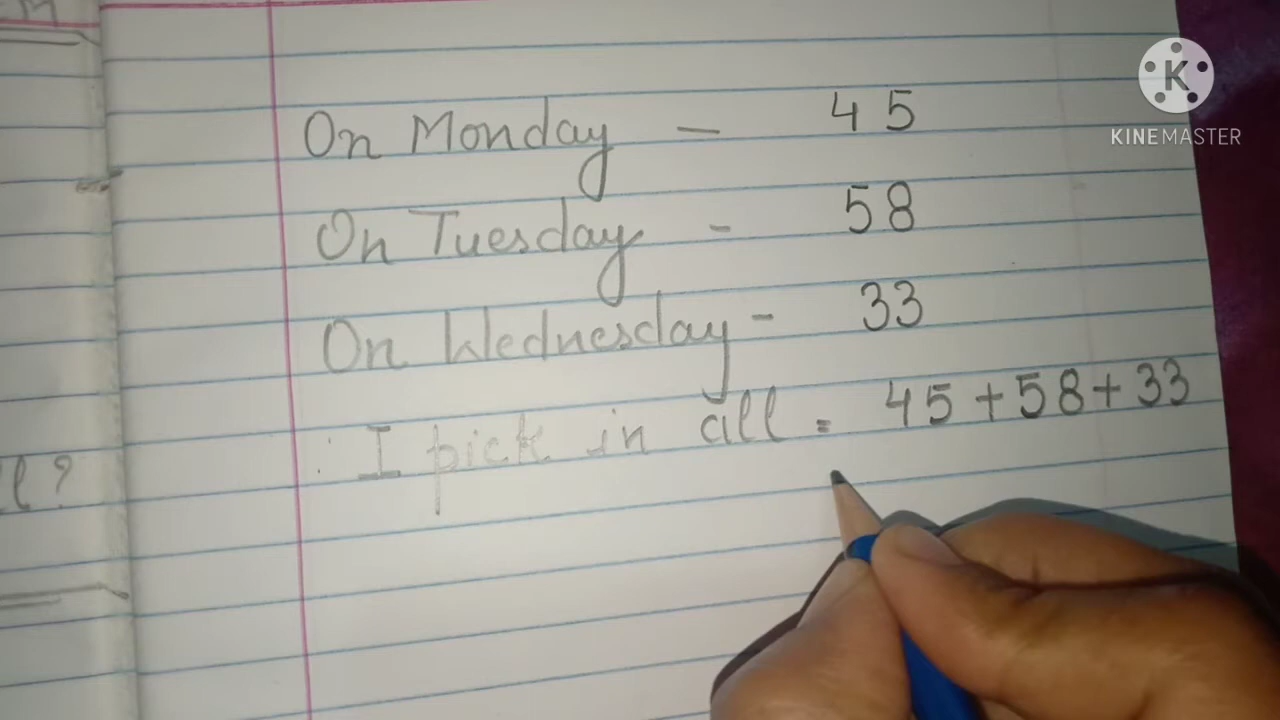 On Monday — 45
On Tuesday - 58
On Wednesday - 33
I pick in all = 45+58+33
l?
KINEMASTER